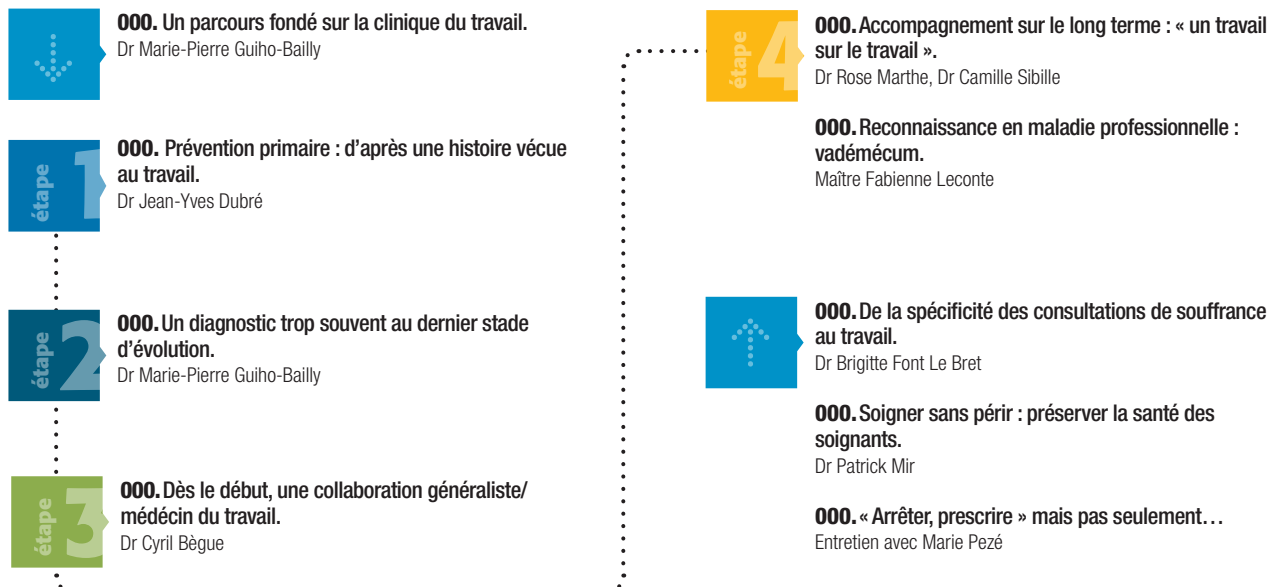 000. Un parcours fondé sur la clinique du travail.
Dr Marie-Pierre Guiho-Bailly
étape 1
000. Prévention primaire : d'après une histoire vécue
au travail.
Dr Jean-Yves Dubré
étape 2
000. Un diagnostic trop souvent au dernier stade
d'évolution.
Dr Marie-Pierre Guiho-Bailly
étape 3
000. Dès le début, une collaboration généraliste/
médécin du travail.
Dr Cyril Bègue
étape 4
000. Accompagnement sur le long terme : « un travail
sur le travail ».
Dr Rose Marthe, Dr Camille Sibille
000. Reconnaissance en maladie professionnelle :
vadémécum.
Maître Fabienne Leconte
000. De la spécificité des consultations de souffrance
au travail.
Dr Brigitte Font Le Bret
000. Soigner sans périr : préserver la santé des
soignants.
Dr Patrick Mir
000. « Arrêter, prescrire » mais pas seulement…
Entretien avec Marie Pezé